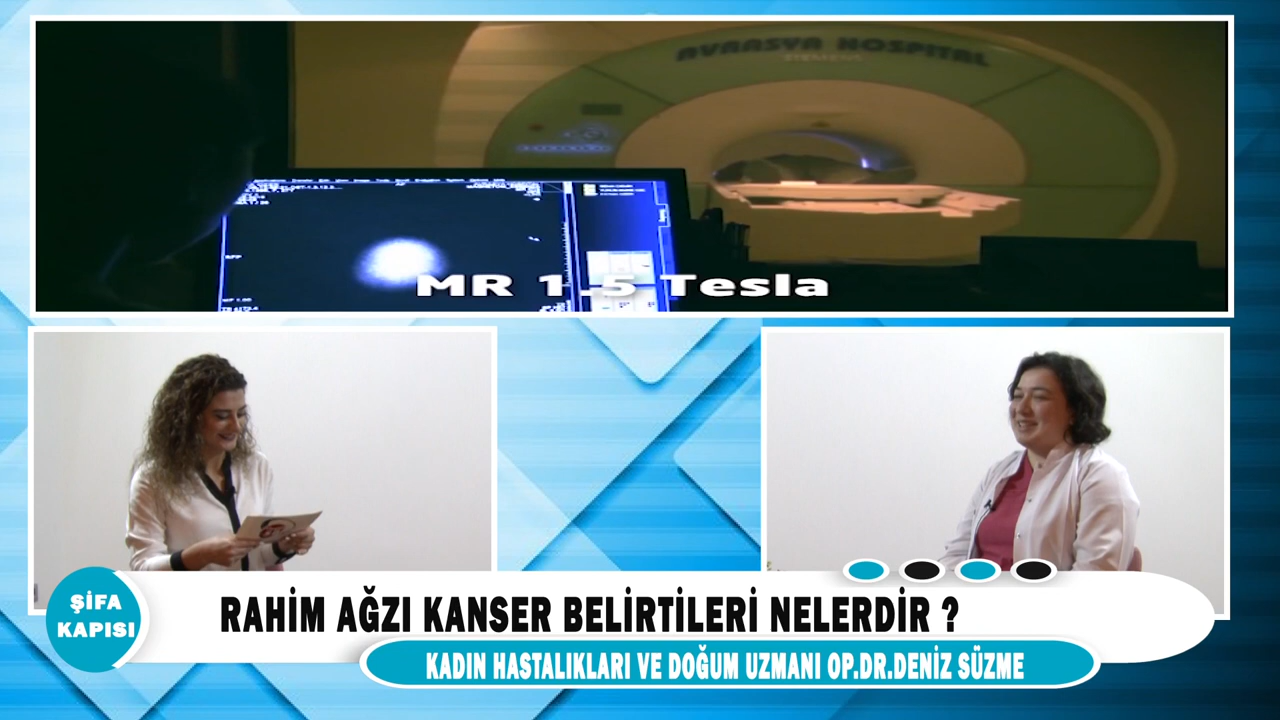 AVRASYA HOSPITAL
SIEMENS
MR 1.5 Tesla
ŞİFA
KAPISI
RAHİM AĞZI KANSER BELİRTİLERİ NELERDİR ?
KADIN HASTALIKLARI VE DOĞUM UZMANI OP.DR.DENİZ SÜZME